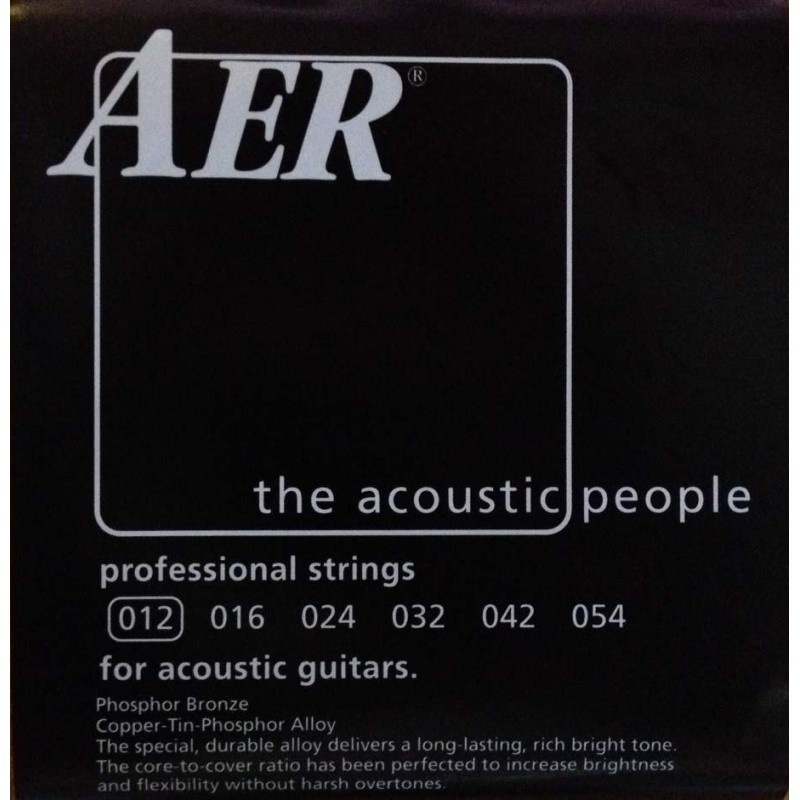 AER®
the acoustic people
professional strings
012 016 024 032 042 054
for acoustic guitars.
Phosphor Bronze
Copper-Tin-Phosphor Alloy
The special, durable alloy delivers a long-lasting, rich bright tone.
The core-to-cover ratio has been perfected to increase brightness
and flexibility without harsh overtones.